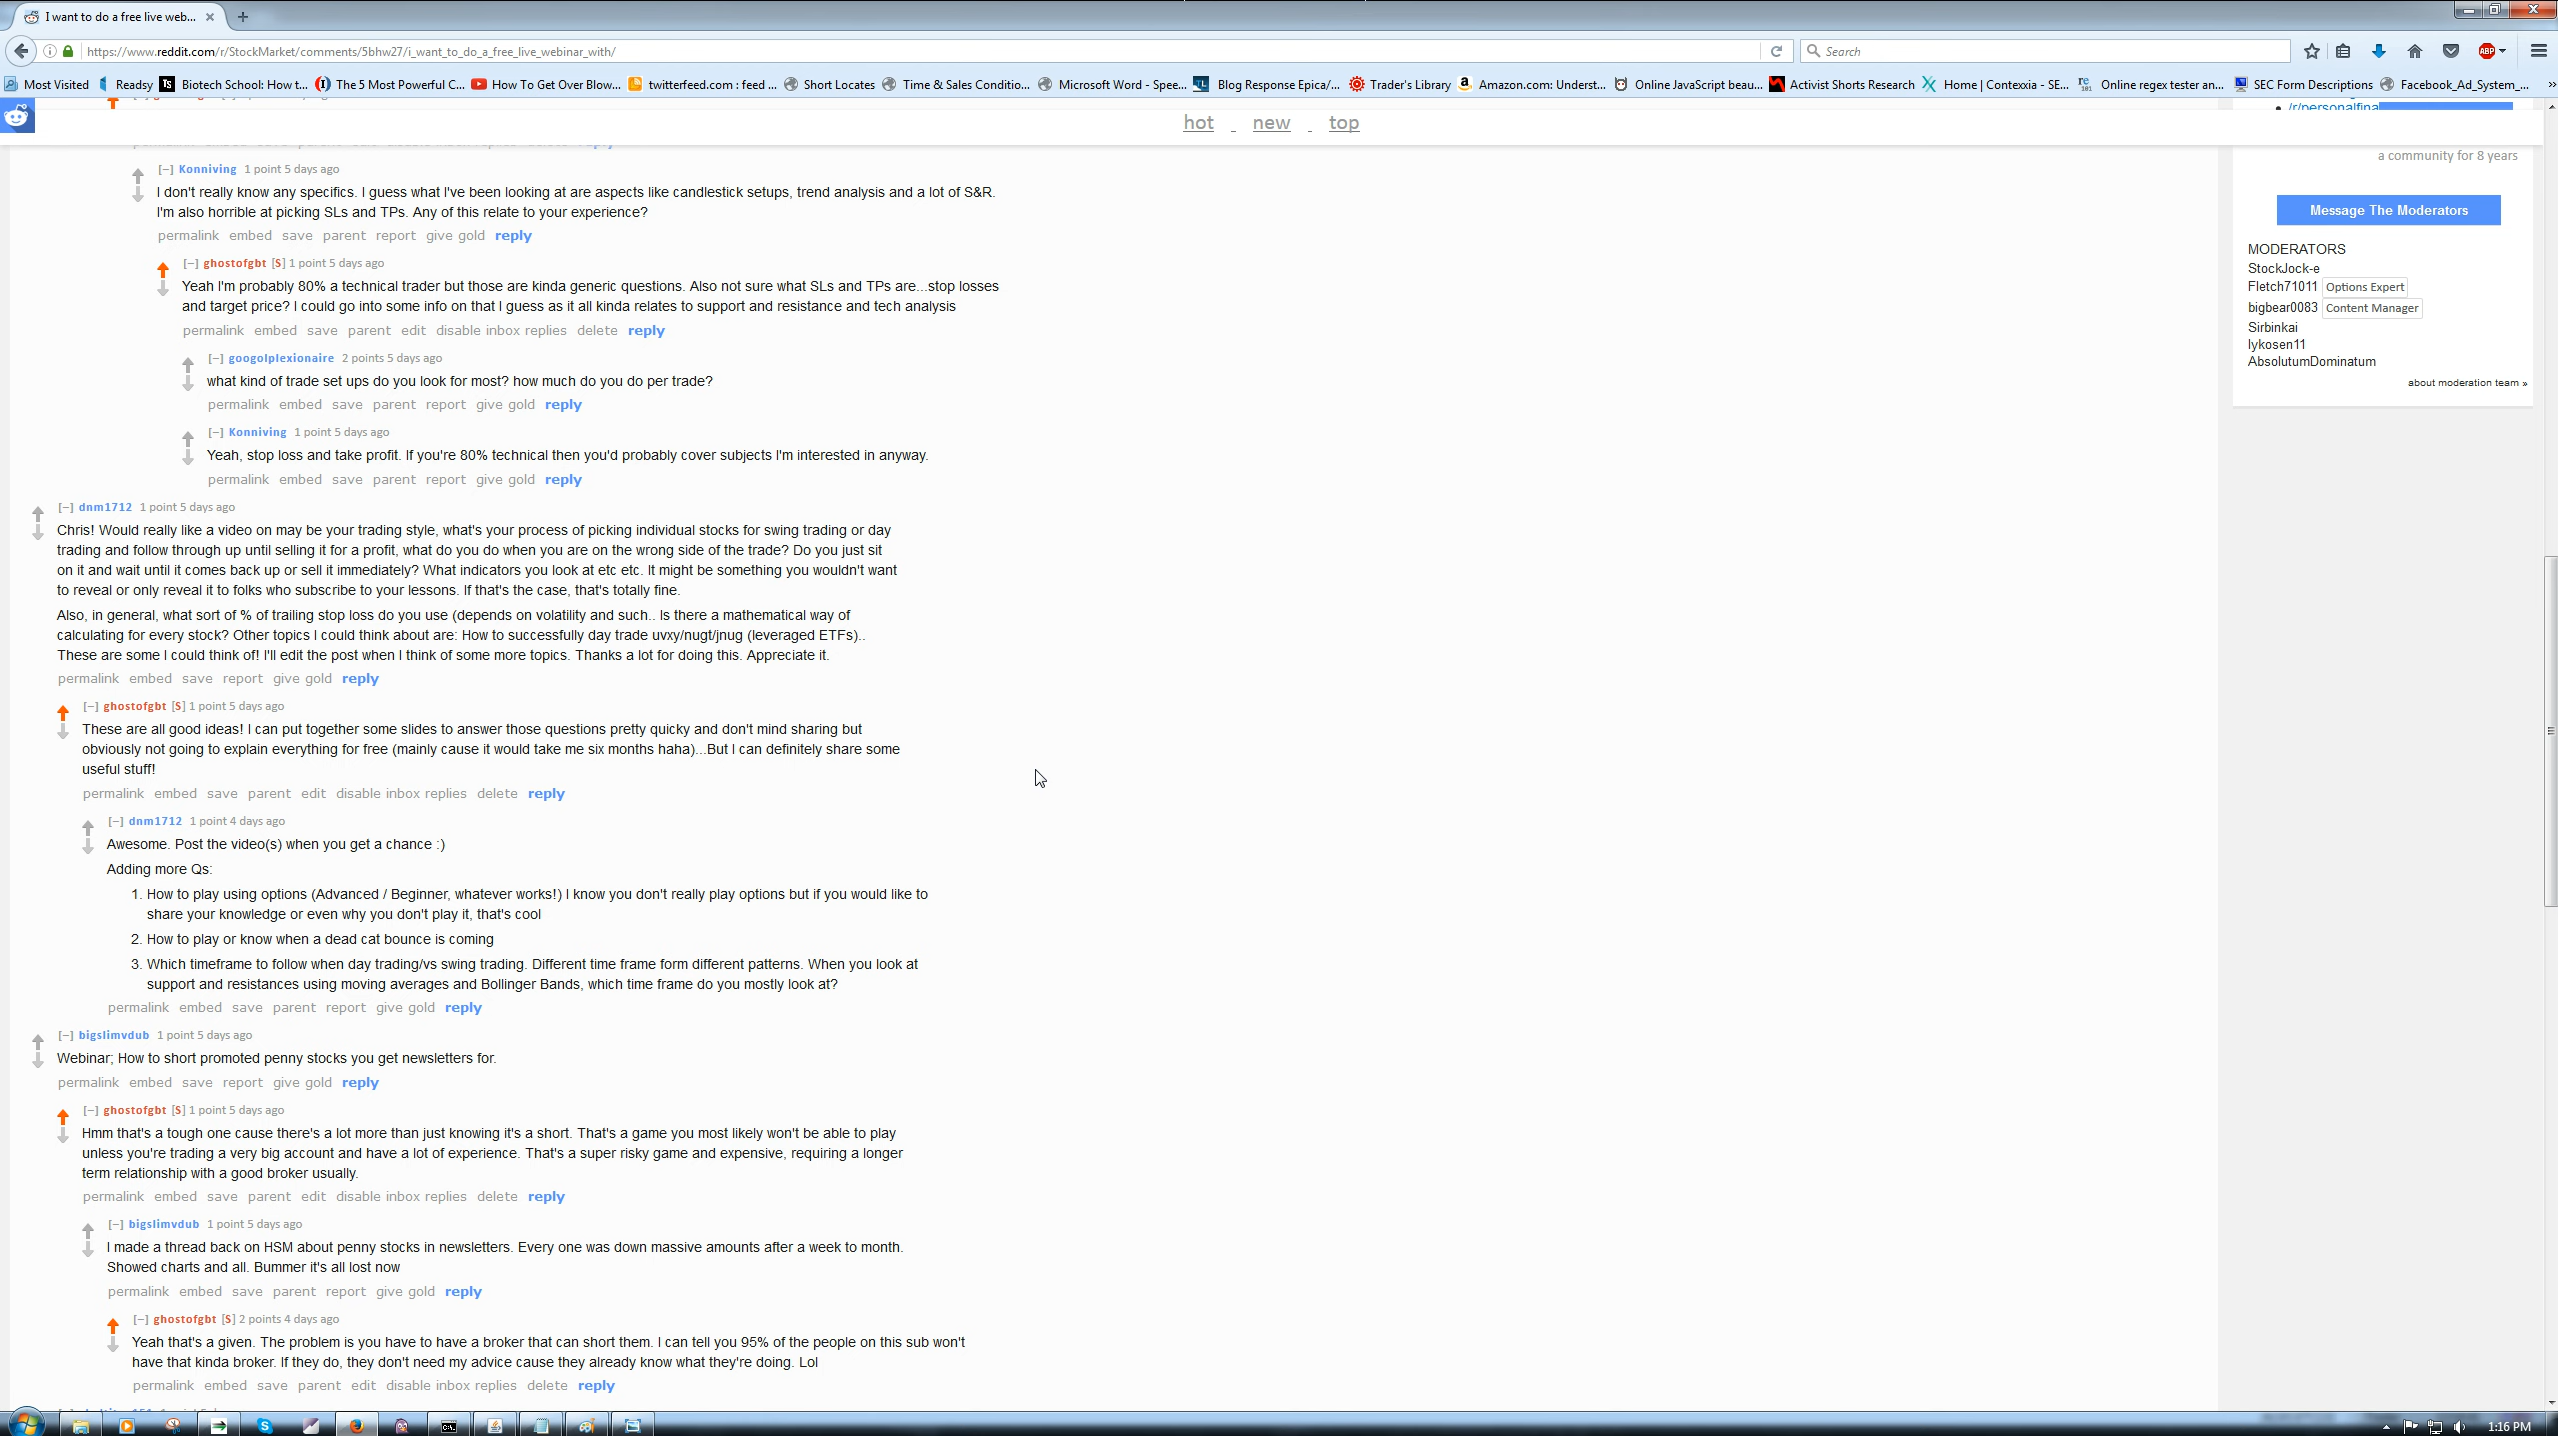 I want to do a free live web...
https://www.reddit.com/r/StockMarket/comments/5bhw27/i_want_to_do_a_free_live_webinar_with/
Search
ABP
Most Visited Readsy Biotech School: How t... The 5 Most Powerful C... How To Get Over Blow... twitterfeed.com : feed ... Short Locates Time & Sales Conditio... Microsoft Word - Spee... Blog Response Epica/... Trader's Library Amazon.com: Underst... Online JavaScript beau... Activist Shorts Research Home | Contexxia - SE... Online regex tester an... SEC Form Descriptions Facebook_Ad_System_...
/r/personalfina
hot new top
a community for 8 years
Message The Moderators
MODERATORS
StockJock-e
Fletch71011 Options Expert
bigbear0083 Content Manager
Sirbinkai
lykosen11
AbsolutumDominatum
about moderation team »
[–] Konniving 1 point 5 days ago
I don't really know any specifics. I guess what I've been looking at are aspects like candlestick setups, trend analysis and a lot of S&R.
I'm also horrible at picking SLs and TPs. Any of this relate to your experience?
permalink embed save parent report give gold reply
[–] ghostofgbt [S] 1 point 5 days ago
Yeah I'm probably 80% a technical trader but those are kinda generic questions. Also not sure what SLs and TPs are...stop losses
and target price? I could go into some info on that I guess as it all kinda relates to support and resistance and tech analysis
permalink embed save parent edit disable inbox replies delete reply
[–] googolplexionaire 2 points 5 days ago
what kind of trade set ups do you look for most? how much do you do per trade?
permalink embed save parent report give gold reply
[–] Konniving 1 point 5 days ago
Yeah, stop loss and take profit. If you're 80% technical then you'd probably cover subjects I'm interested in anyway.
permalink embed save parent report give gold reply
[–] dnm1712 1 point 5 days ago
Chris! Would really like a video on may be your trading style, what's your process of picking individual stocks for swing trading or day
trading and follow through up until selling it for a profit, what do you do when you are on the wrong side of the trade? Do you just sit
on it and wait until it comes back up or sell it immediately? What indicators you look at etc etc. It might be something you wouldn't want
to reveal or only reveal it to folks who subscribe to your lessons. If that's the case, that's totally fine.
Also, in general, what sort of % of trailing stop loss do you use (depends on volatility and such.. Is there a mathematical way of
calculating for every stock? Other topics I could think about are: How to successfully day trade uvxy/nugt/jnug (leveraged ETFs)..
These are some I could think of! I'll edit the post when I think of some more topics. Thanks a lot for doing this. Appreciate it.
permalink embed save report give gold reply
[–] ghostofgbt [S] 1 point 5 days ago
These are all good ideas! I can put together some slides to answer those questions pretty quicky and don't mind sharing but
obviously not going to explain everything for free (mainly cause it would take me six months haha)...But I can definitely share some
useful stuff!
permalink embed save parent edit disable inbox replies delete reply
[–] dnm1712 1 point 4 days ago
Awesome. Post the video(s) when you get a chance :)
Adding more Qs:
1. How to play using options (Advanced / Beginner, whatever works!) I know you don't really play options but if you would like to
share your knowledge or even why you don't play it, that's cool
2. How to play or know when a dead cat bounce is coming
3. Which timeframe to follow when day trading/vs swing trading. Different time frame form different patterns. When you look at
support and resistances using moving averages and Bollinger Bands, which time frame do you mostly look at?
permalink embed save parent report give gold reply
[–] bigslimvdub 1 point 5 days ago
Webinar; How to short promoted penny stocks you get newsletters for.
permalink embed save report give gold reply
[–] ghostofgbt [S] 1 point 5 days ago
Hmm that's a tough one cause there's a lot more than just knowing it's a short. That's a game you most likely won't be able to play
unless you're trading a very big account and have a lot of experience. That's a super risky game and expensive, requiring a longer
term relationship with a good broker usually.
permalink embed save parent edit disable inbox replies delete reply
[–] bigslimvdub 1 point 5 days ago
I made a thread back on HSM about penny stocks in newsletters. Every one was down massive amounts after a week to month.
Showed charts and all. Bummer it's all lost now
permalink embed save parent report give gold reply
[–] ghostofgbt [S] 2 points 4 days ago
Yeah that's a given. The problem is you have to have a broker that can short them. I can tell you 95% of the people on this sub won't
have that kinda broker. If they do, they don't need my advice cause they already know what they're doing. Lol
permalink embed save parent edit disable inbox replies delete reply
1:16 PM